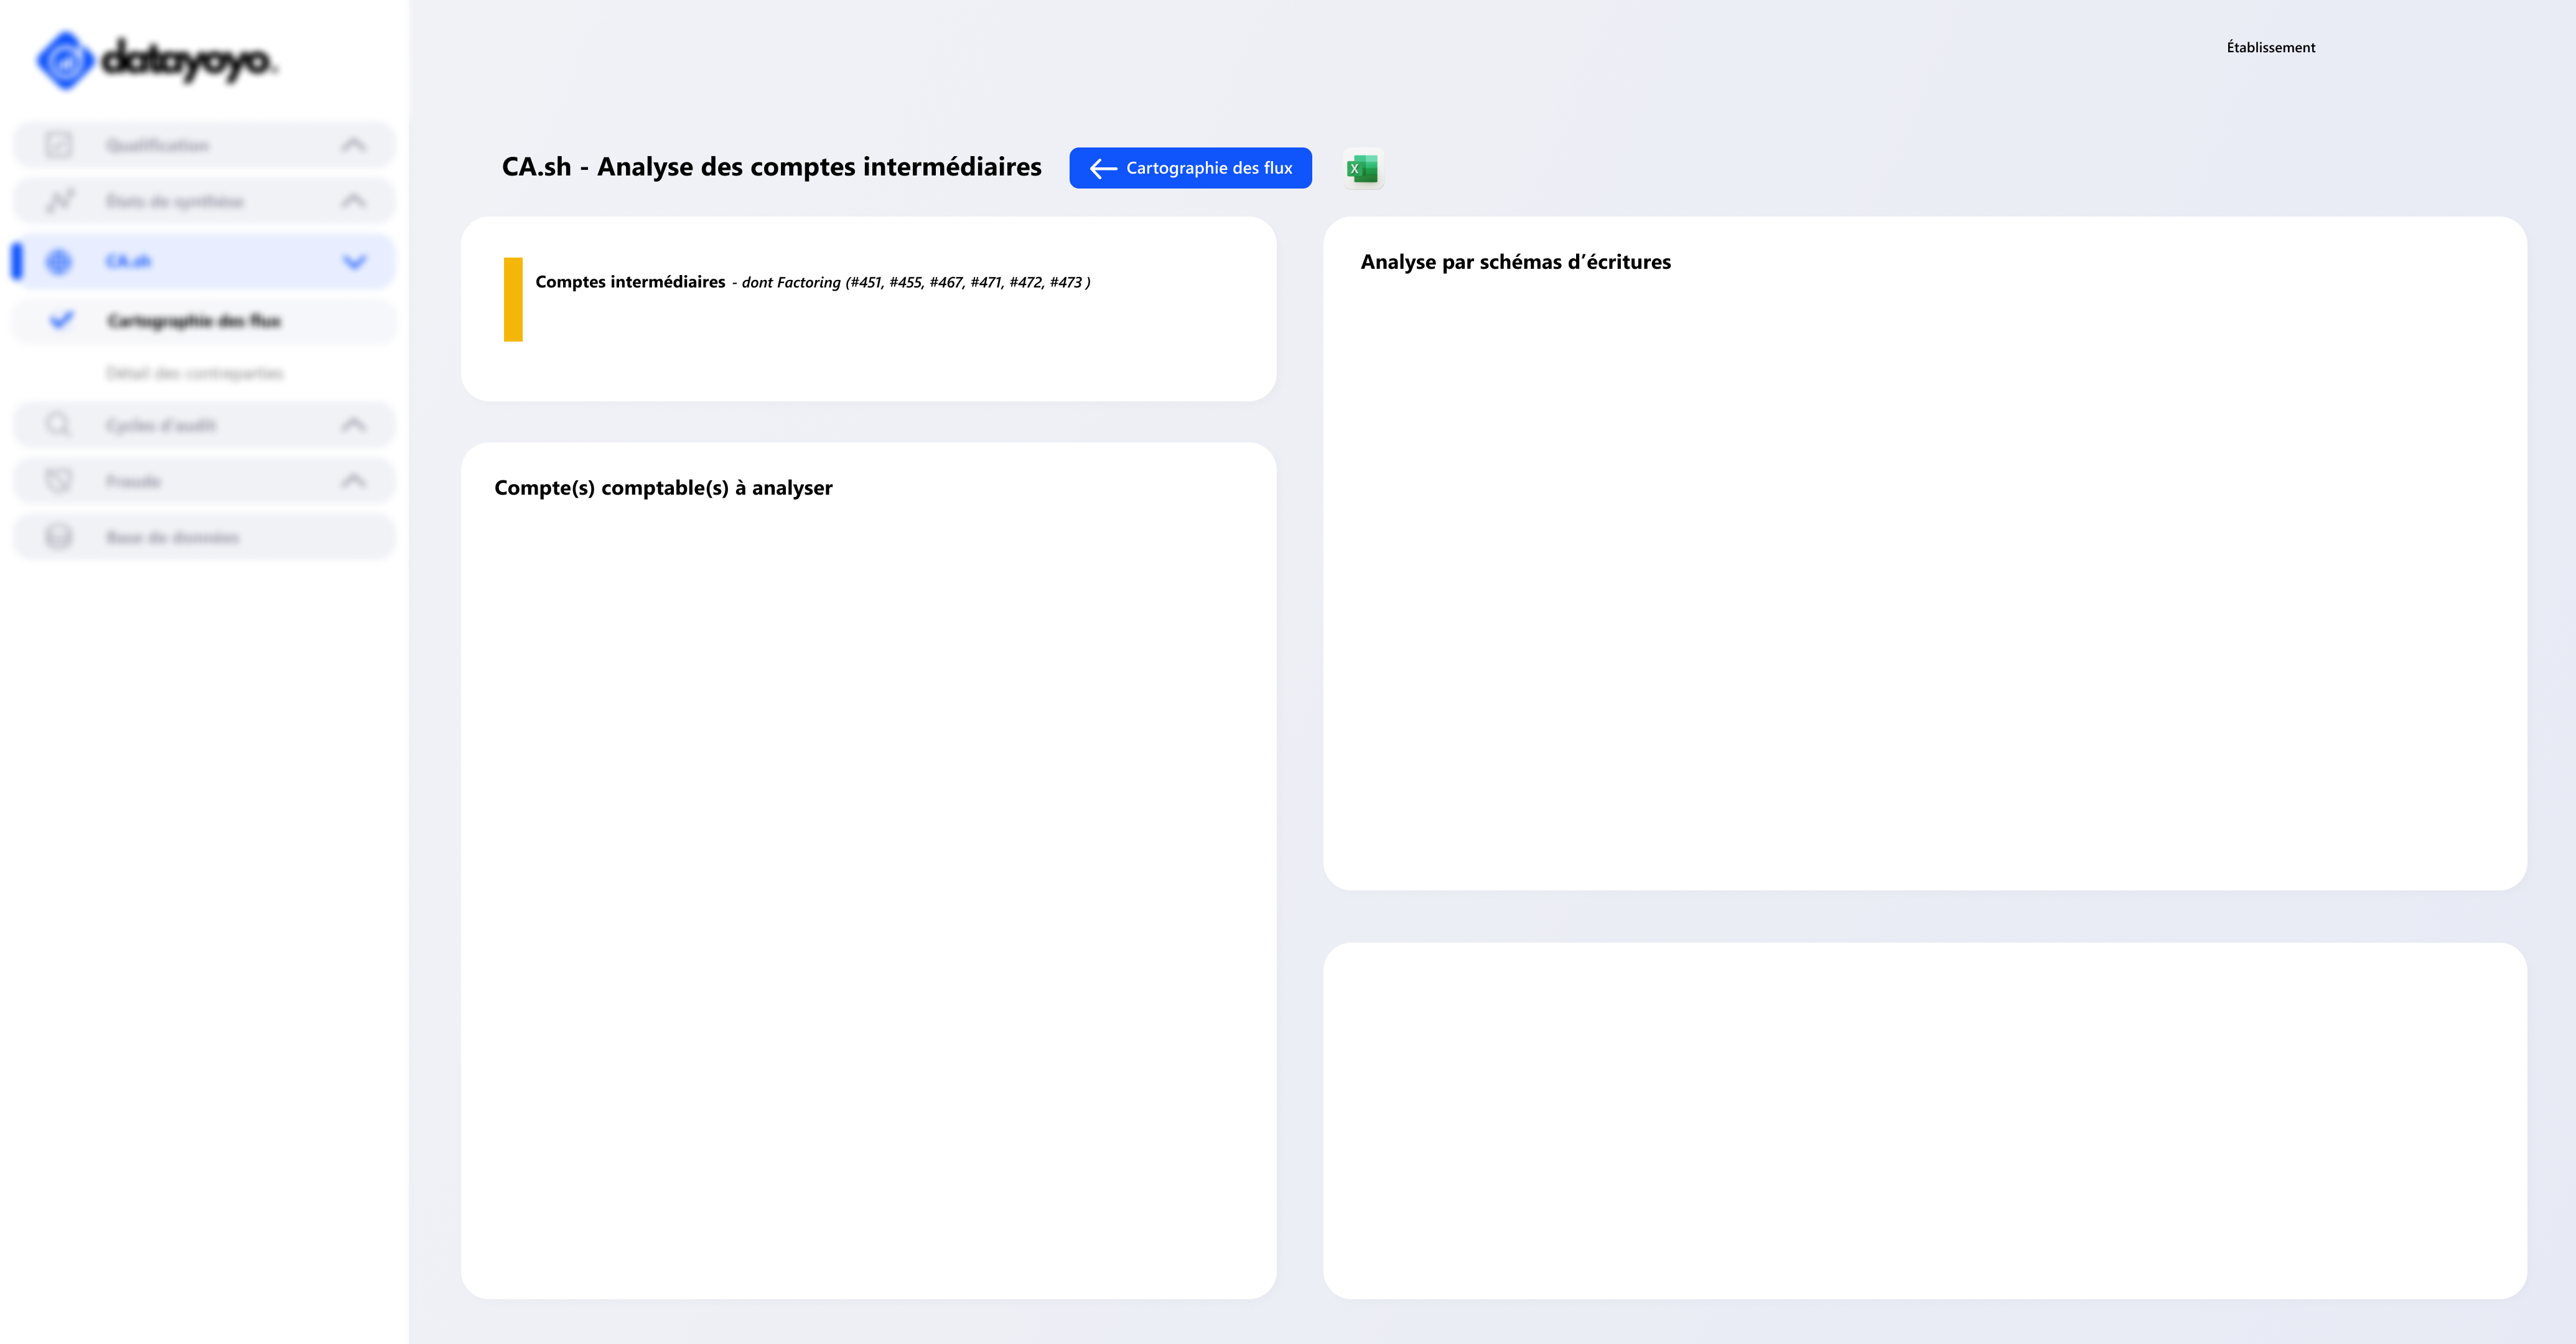 datayoyo.
Établissement
Qualification
États de synthèse
CA.sh
Cartographie des flux
Détail des contreparties
Cycles d'audit
Fraude
Base de données
CA.sh - Analyse des comptes intermédiaires
Cartographie des flux
X
Comptes intermédiaires - dont Factoring (#451, #455, #467, #471, #472, #473 )
Compte(s) comptable(s) à analyser
Analyse par schémas d’écritures